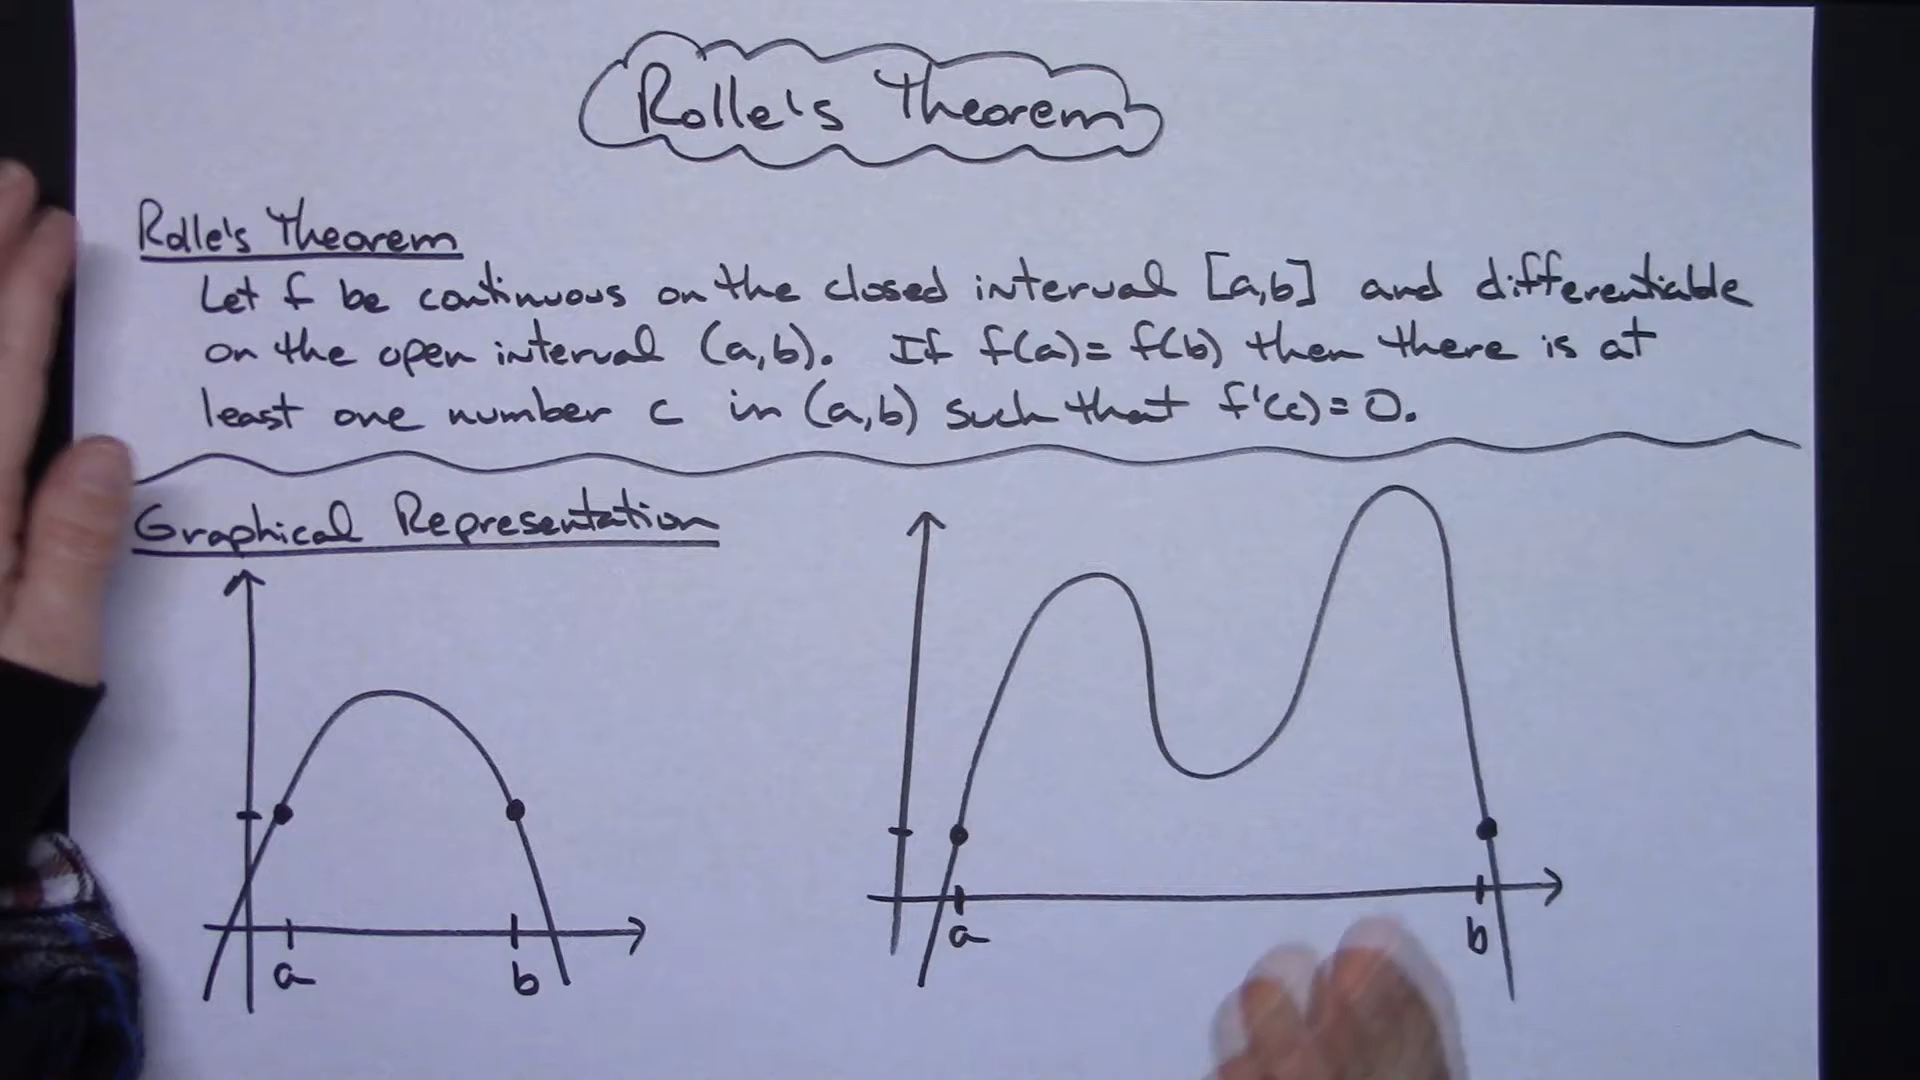 Rolle's Theorem
Rolle's Theorem
Let f be continuous on the closed interval [a,b] and differentiable
on the open interval (a,b). If f(a)= f(b) then there is at
least one number c in (a,b) such that f'(c)=0.
Graphical Representation
a b
a b